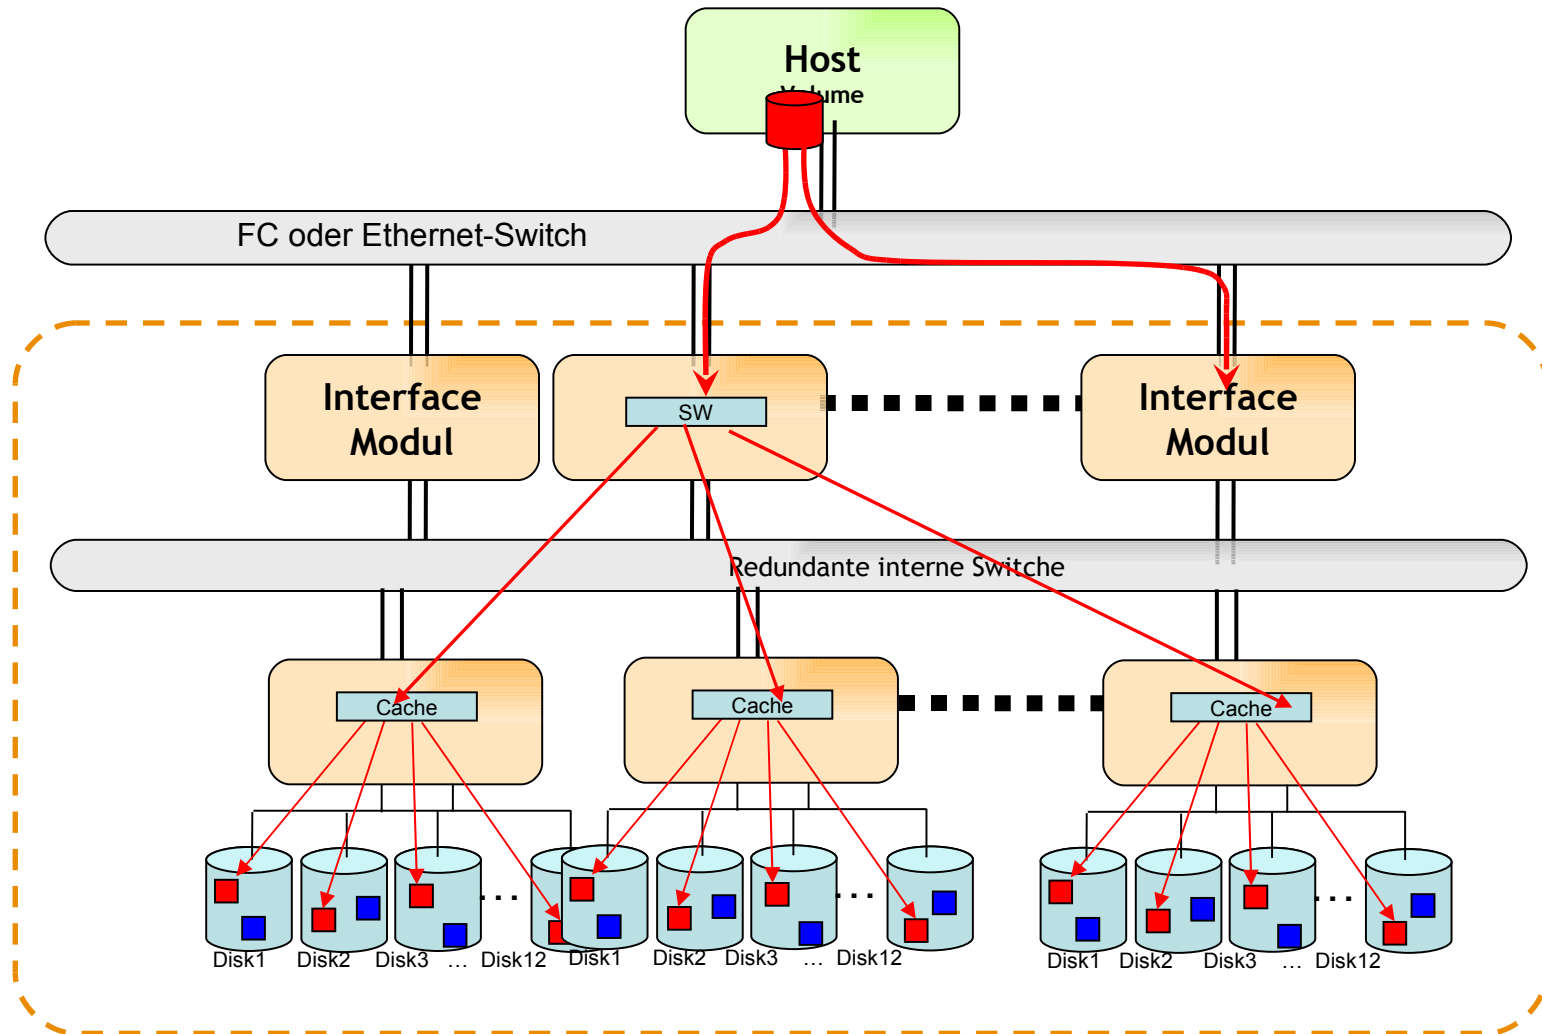 Host
Volume
FC oder Ethernet-Switch
Interface
Modul
SW
Interface
Modul
Redundante interne Switche
Cache
Cache
Cache
...
...
...
Disk1 Disk2 Disk3 ... Disk12
Disk1 Disk2 Disk3 ... Disk12
Disk1 Disk2 Disk3 ... Disk12